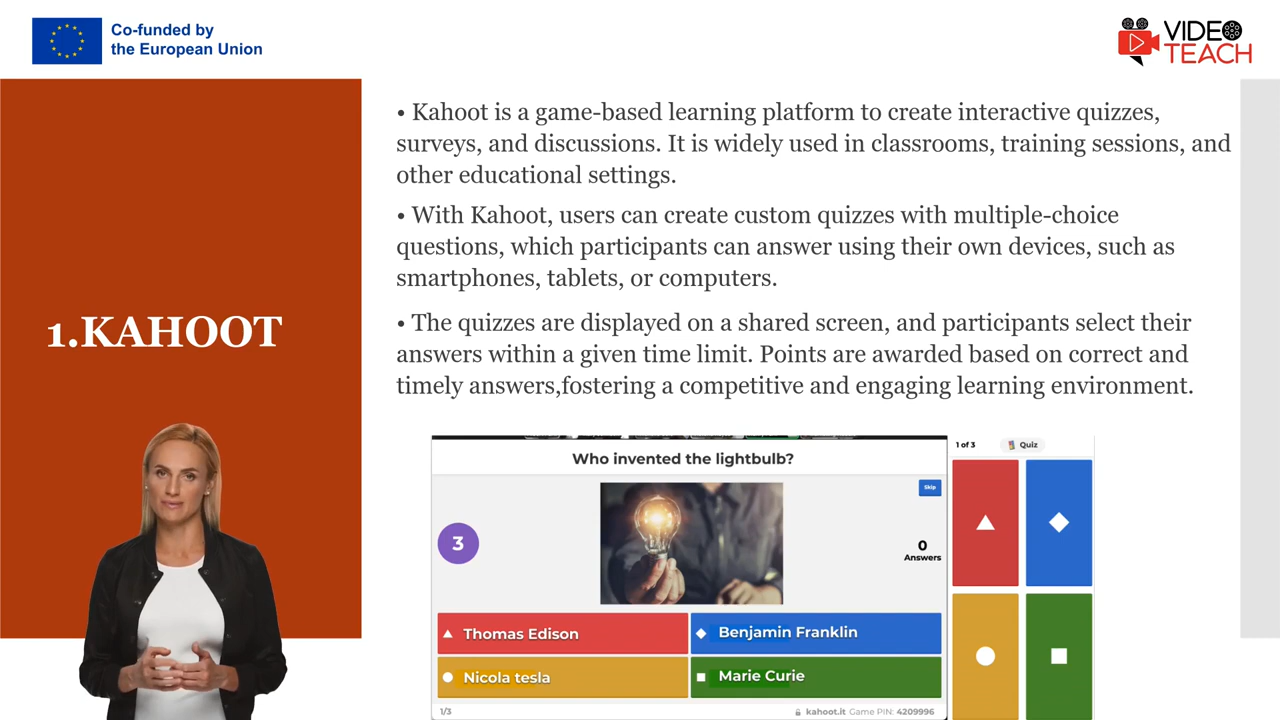 Co-funded by
the European Union
VIDEO
TEACH
1.KAHOOT
• Kahoot is a game-based learning platform to create interactive quizzes,
surveys, and discussions. It is widely used in classrooms, training sessions, and
other educational settings.
• With Kahoot, users can create custom quizzes with multiple-choice
questions, which participants can answer using their own devices, such as
smartphones, tablets, or computers.
• The quizzes are displayed on a shared screen, and participants select their
answers within a given time limit. Points are awarded based on correct and
timely answers,fostering a competitive and engaging learning environment.
Who invented the lightbulb?
Skip
3
0
Answers
Thomas Edison
Benjamin Franklin
Nicola tesla
Marie Curie
1/3
kahoot.it Game PIN: 4209996
1 of 3
Quiz